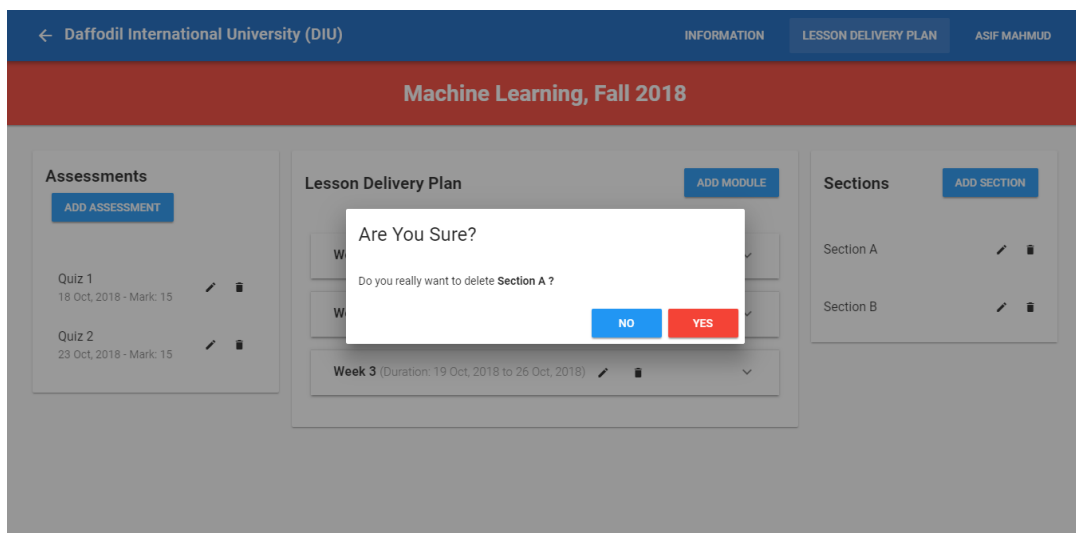 Daffodil International University (DIU)
INFORMATION
LESSON DELIVERY PLAN
ASIF MAHMUD
Machine Learning, Fall 2018
Assessments
ADD ASSESSMENT
Quiz 1
18 Oct, 2018 - Mark: 15
Quiz 2
23 Oct, 2018 - Mark: 15
Lesson Delivery Plan
ADD MODULE
Are You Sure?
Do you really want to delete Section A ?
NO
YES
Week 3 (Duration: 19 Oct, 2018 to 26 Oct, 2018)
Sections
ADD SECTION
Section A
Section B